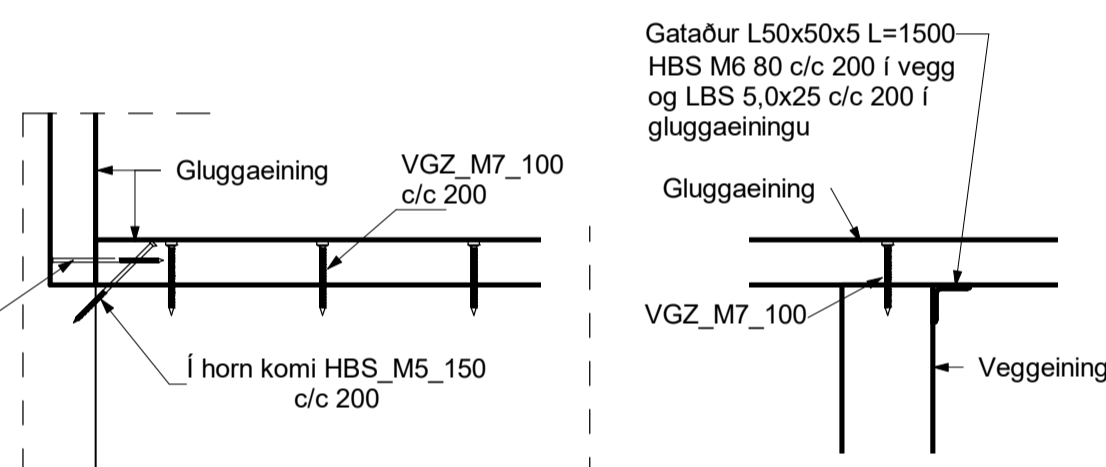 Gluggaeining
VGZ_M7_100
c/c 200
Í horn komi HBS_M5_150
c/c 200
Gataður L50x50x5 L=1500
HBS M6 80 c/c 200 í vegg
og LBS 5,0x25 c/c 200 í
gluggaeiningu
Gluggaeining
VGZ_M7_100
Veggeining